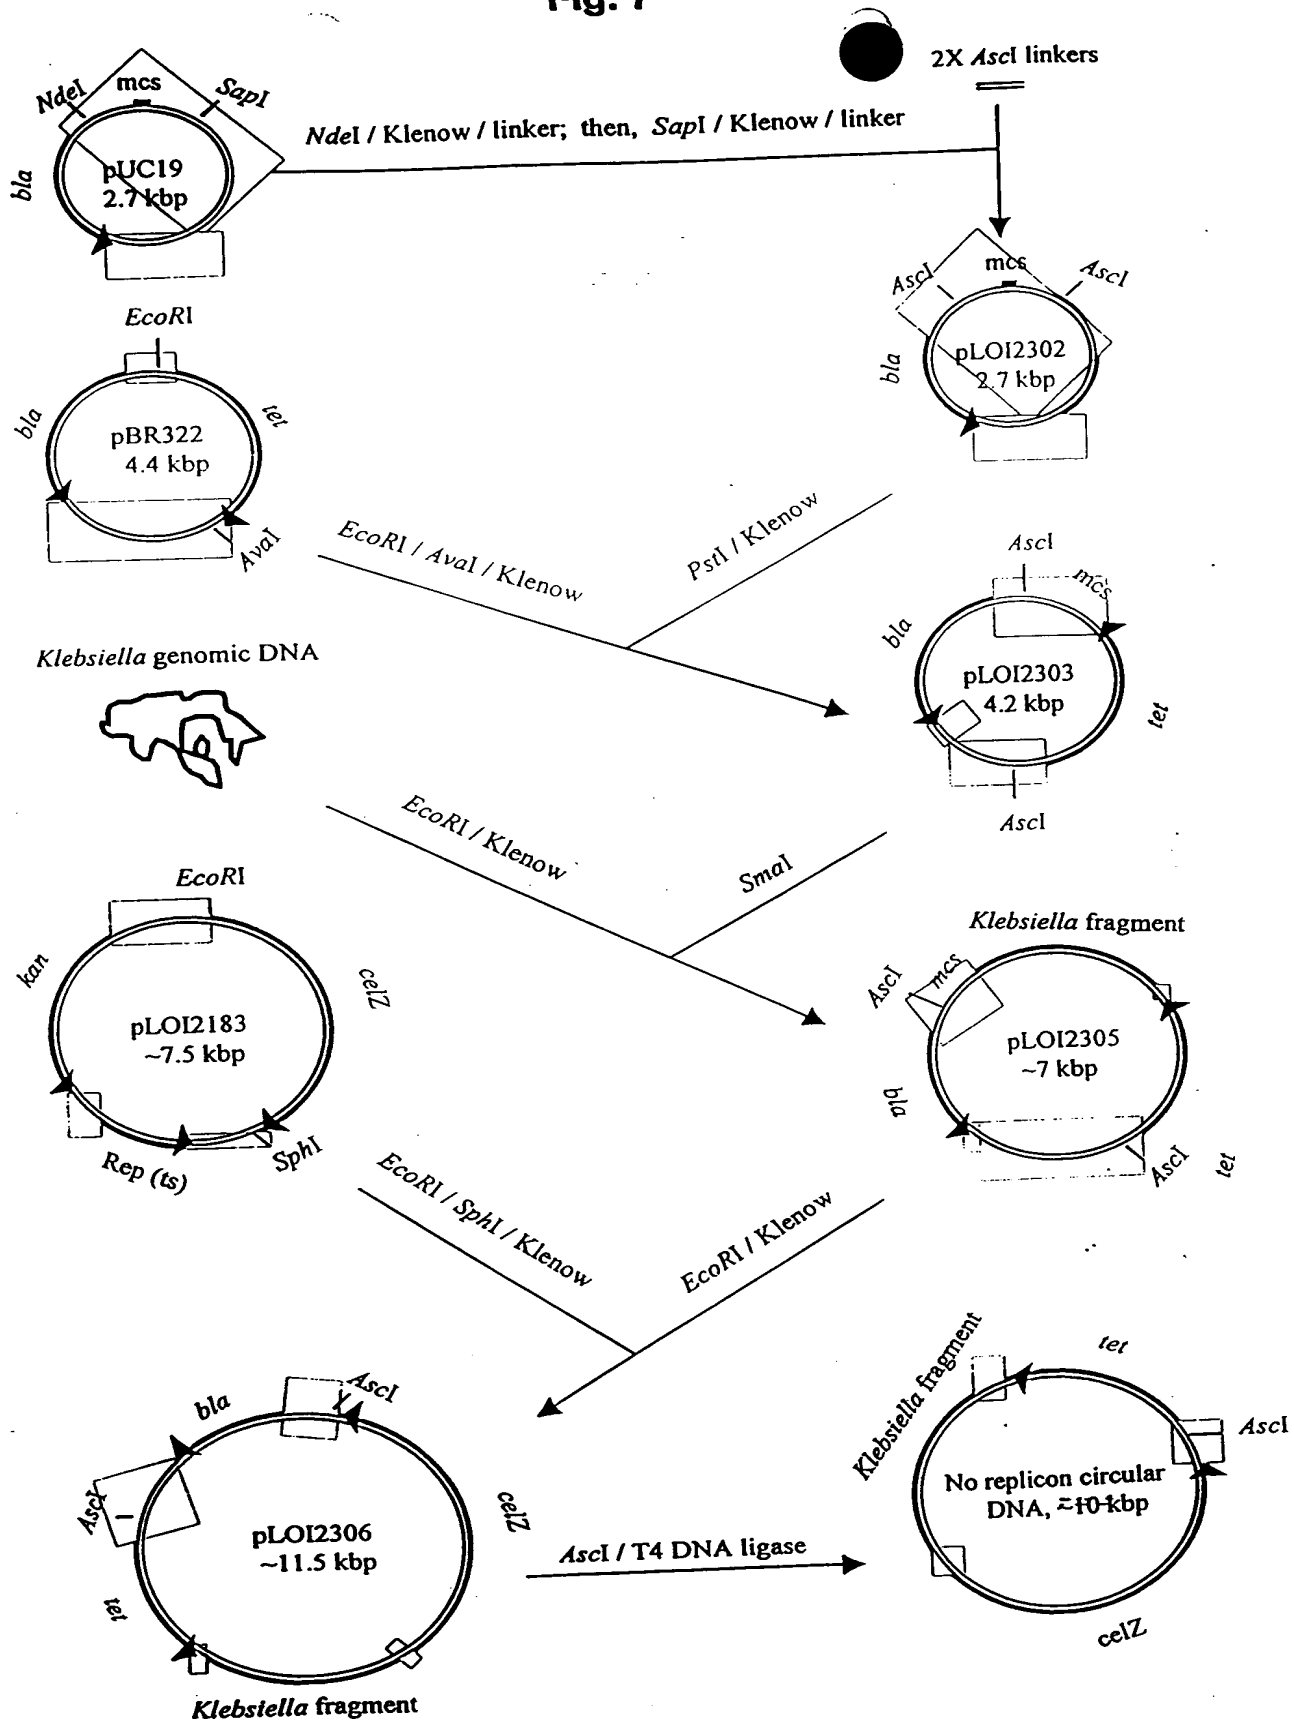 Fig. 7
2X AscI linkers
NdeI
mcs
SapI
NdeI / Klenow / linker; then, SapI / Klenow / linker
bla
pUC19
2.7 kbp
AscI
mcs
AscI
bla
pLOI2302
2.7 kbp
EcoRI
bla
tet
pBR322
4.4 kbp
AvaI
EcoRI / AvaI / Klenow
PstI / Klenow
AscI
mcs
bla
pLOI2303
4.2 kbp
tet
AscI
Klebsiella genomic DNA
EcoRI / Klenow
SmaI
EcoRI
kan
celZ
pLOI2183
~7.5 kbp
Rep (ts)
SphI
Klebsiella fragment
AscI
mcs
pLOI2305
~7 kbp
bla
AscI
tet
EcoRI / SphI / Klenow
EcoRI / Klenow
bla
AscI
AscI
celZ
pLOI2306
~11.5 kbp
tet
Klebsiella fragment
AscI / T4 DNA ligase
Klebsiella fragment
tet
AscI
No replicon circular
DNA, ~10 kbp
celZ